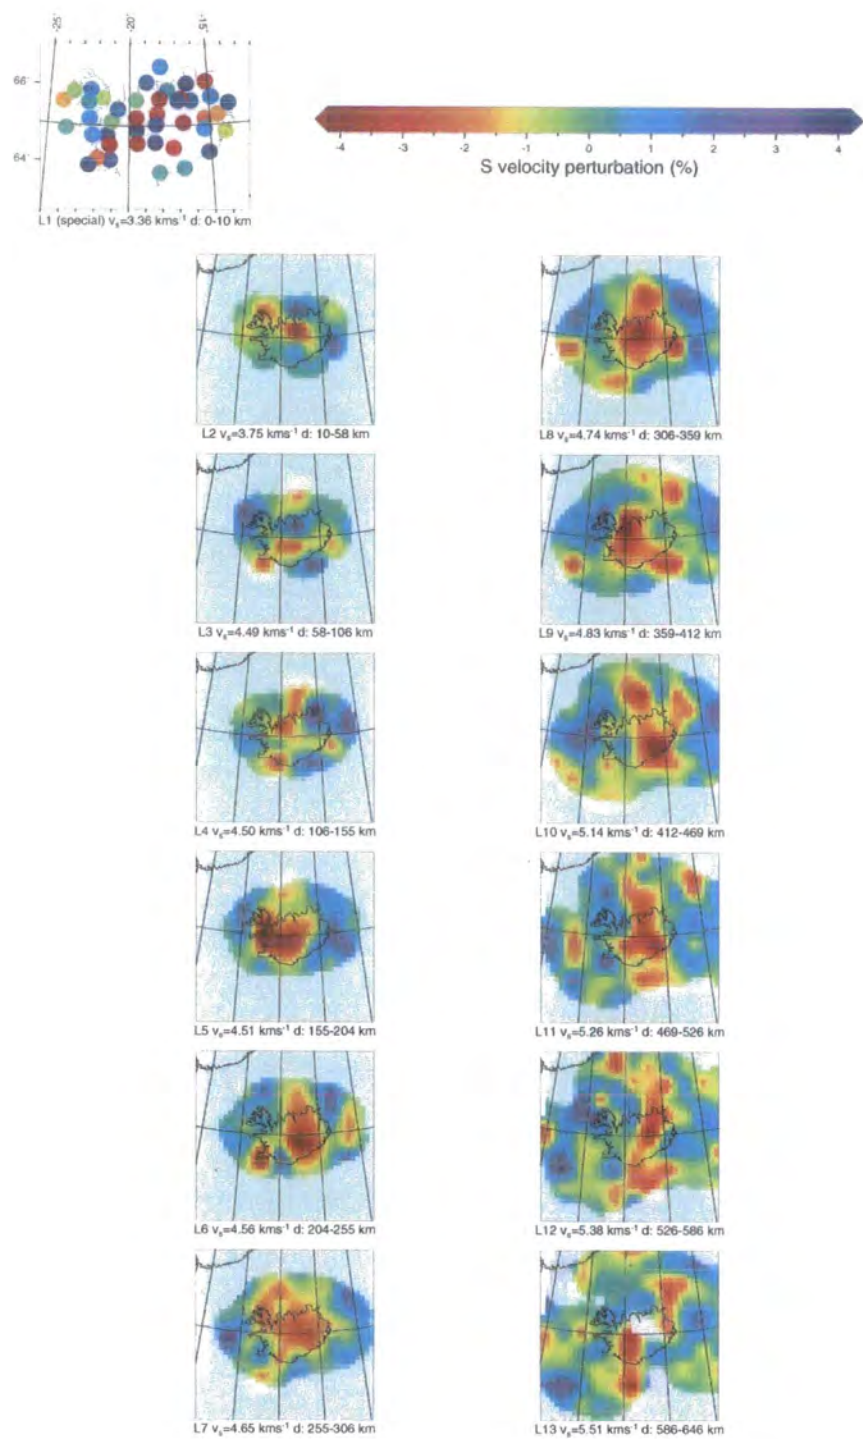 -25° -20° -15°
66°
64°
L1 (special) vs=3.36 kms-1 d: 0-10 km
-4 -3 -2 -1 0 1 2 3 4
S velocity perturbation (%)
L2 vs=3.75 kms-1 d: 10-58 km
L3 vs=4.49 kms-1 d: 58-106 km
L4 vs=4.50 kms-1 d: 106-155 km
L5 vs=4.51 kms-1 d: 155-204 km
L6 vs=4.56 kms-1 d: 204-255 km
L7 vs=4.65 kms-1 d: 255-306 km
L8 vs=4.74 kms-1 d: 306-359 km
L9 vs=4.83 kms-1 d: 359-412 km
L10 vs=5.14 kms-1 d: 412-469 km
L11 vs=5.26 kms-1 d: 469-526 km
L12 vs=5.38 kms-1 d: 526-586 km
L13 vs=5.51 kms-1 d: 586-646 km